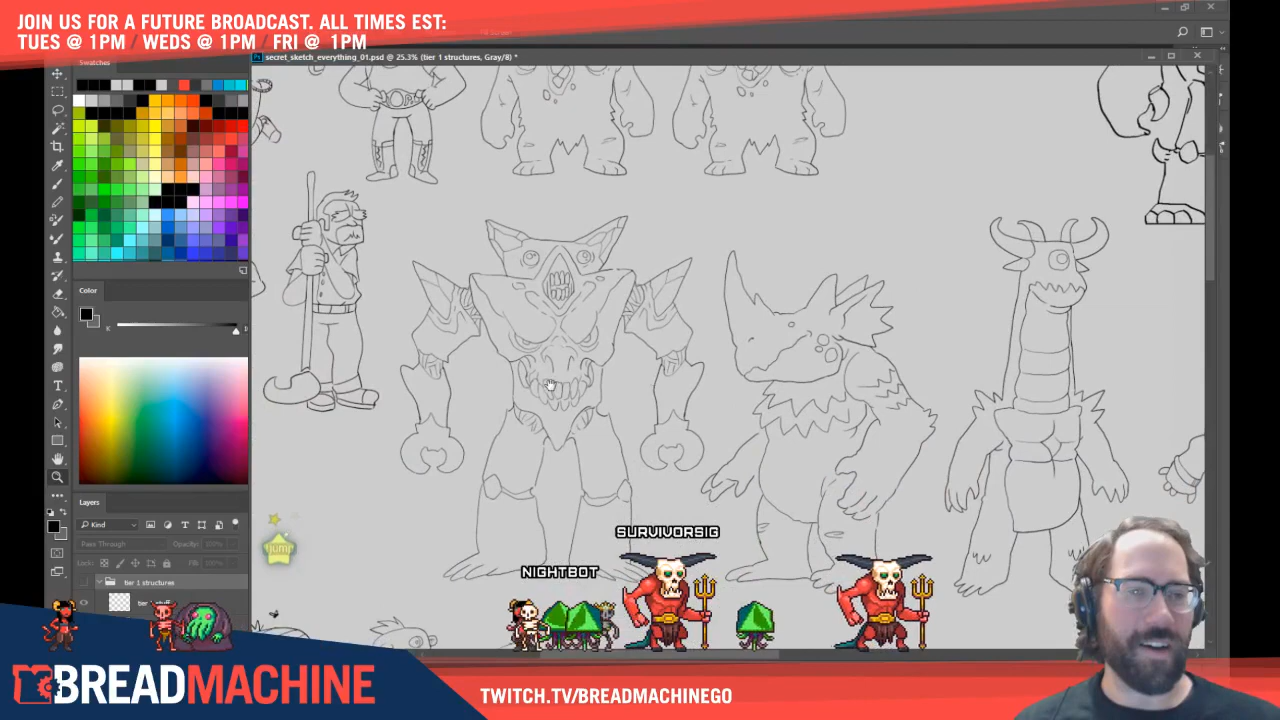 JOIN US FOR A FUTURE BROADCAST. ALL TIMES EST:
TUES @ 1PM / WEDS @ 1PM / FRI @ 1PM
secret_sketch_everything_01.psd @ 25.3% (tier 1 structures, Gray/8) *
Swatches
Color
K
Layers
Kind
Pass Through
Opacity:
Lock:
Fill:
tier 1 structures
jump
SURVIVORSIG
NIGHTBOT
BREADMACHINE
TWITCH.TV/BREADMACHINEGO